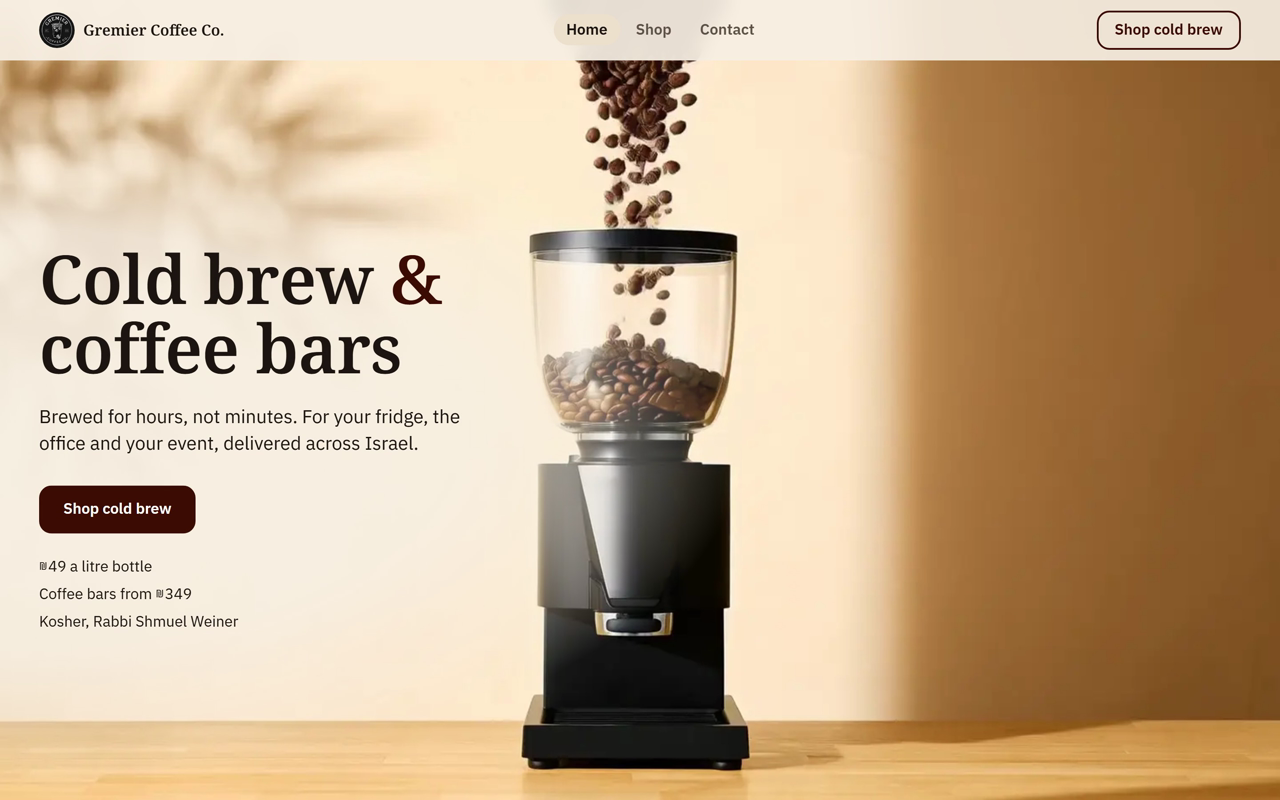 GREMIER
Gremier Coffee Co.
Home
Shop
Contact
Shop cold brew
Cold brew &
coffee bars
Brewed for hours, not minutes. For your fridge, the
office and your event, delivered across Israel.
Shop cold brew
₪49 a litre bottle
Coffee bars from ₪349
Kosher, Rabbi Shmuel Weiner